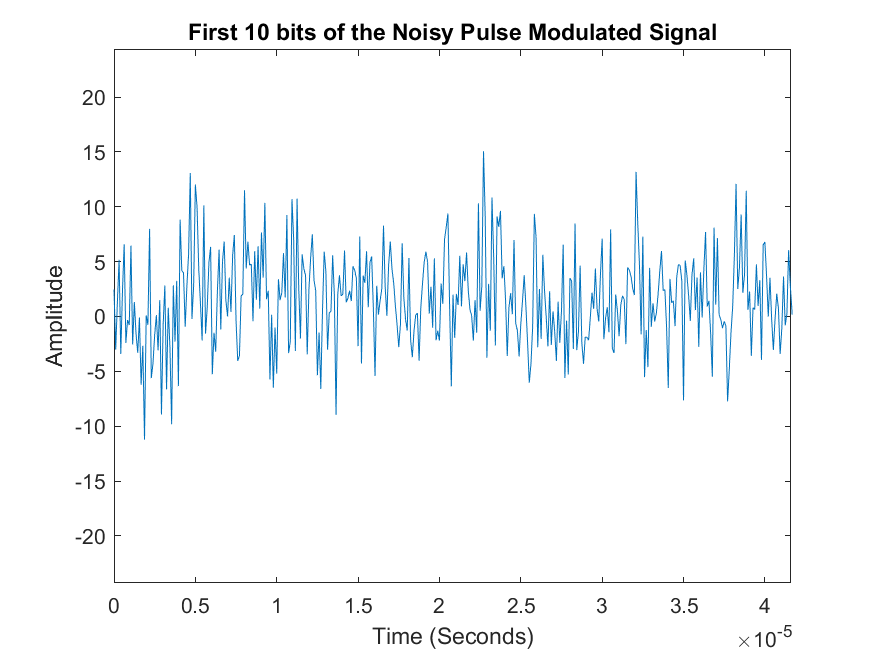 First 10 bits of the Noisy Pulse Modulated Signal
20
15
10
5
0
-5
-10
-15
-20
Amplitude
0 0.5 1 1.5 2 2.5 3 3.5 4
Time (Seconds)
×10-5